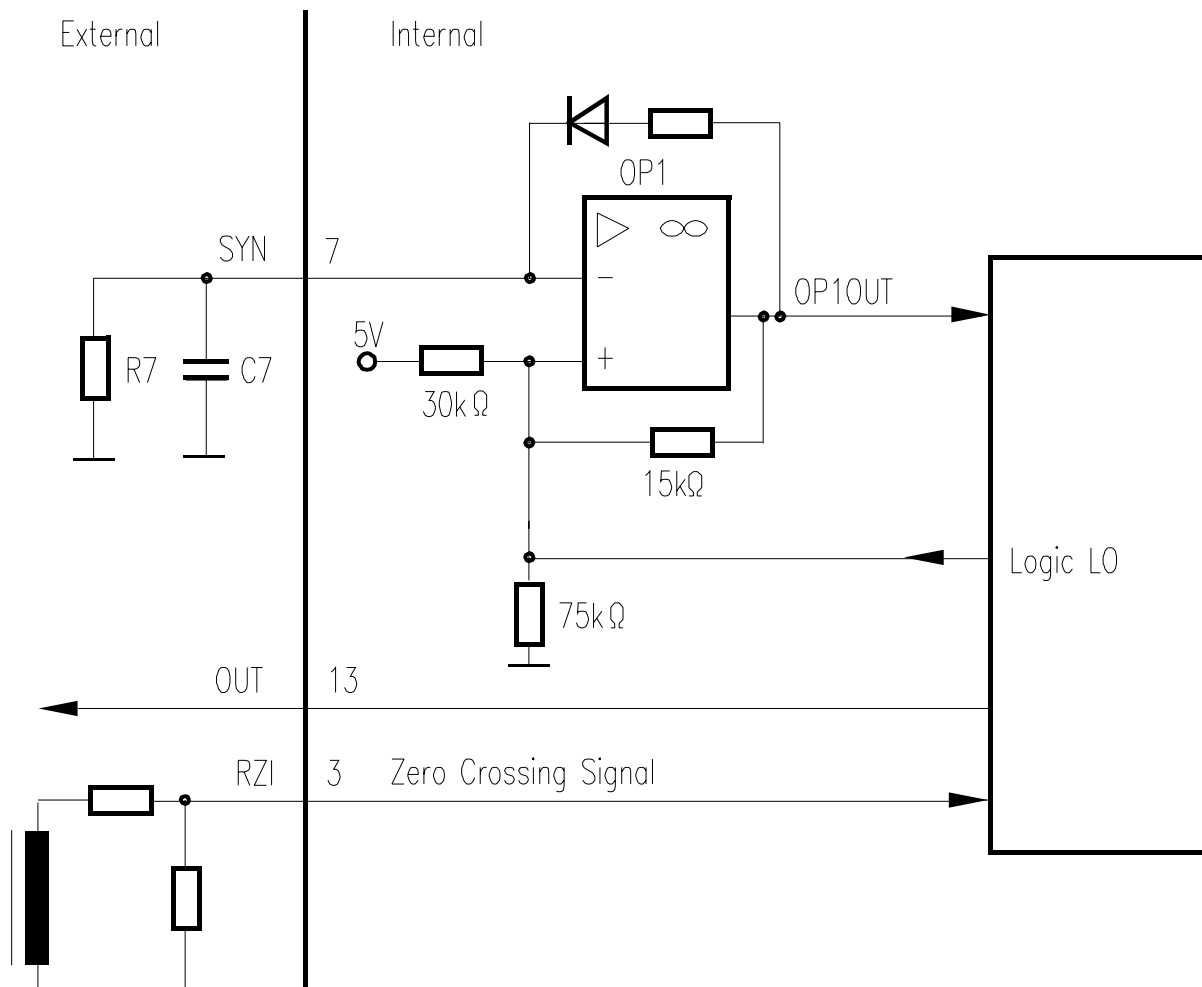 External
Internal
OP1
∞
SYN
7
OP1OUT
−
5V
+
R7
C7
30kΩ
15kΩ
Logic LO
75kΩ
OUT
13
RZI
3
Zero Crossing Signal